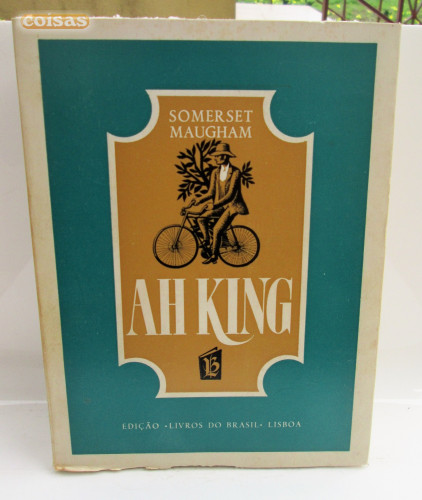 coisas
SOMERSET
MAUGHAM
AH KING
B
EDIÇÃO • LIVROS DO BRASIL • LISBOA